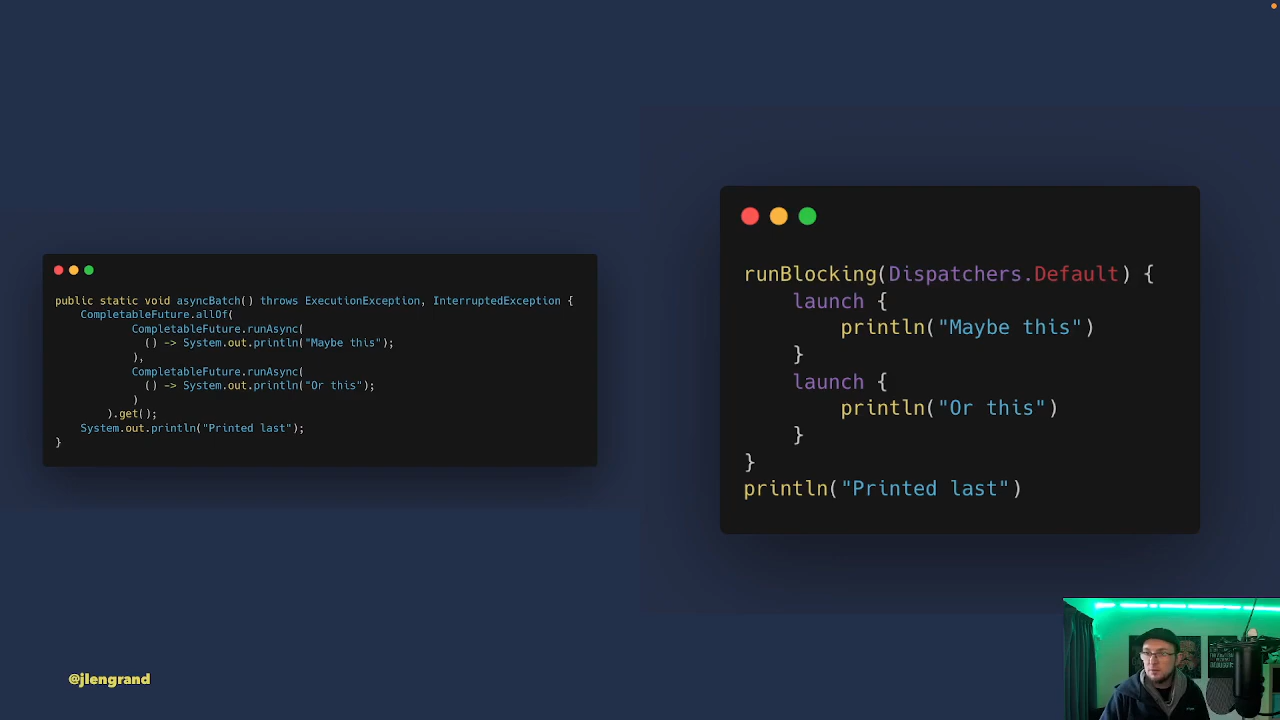 public static void asyncBatch() throws ExecutionException, InterruptedException {
CompletableFuture.allOf(
CompletableFuture.runAsync(
() -> System.out.println("Maybe this");
),
CompletableFuture.runAsync(
() -> System.out.println("Or this");
)
).get();
System.out.println("Printed last");
}
runBlocking(Dispatchers.Default) {
launch {
println("Maybe this")
}
launch {
println("Or this")
}
}
println("Printed last")
@jlengrand